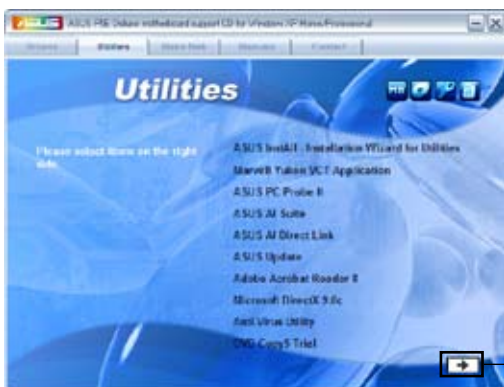 ASUS P5E Deluxe motherboard support CD for Windows XP Home/Professional
Drivers Utilities Make Disk Manuals Contact
Utilities
Please select items on the right side.
ASUS InstAll - Installation Wizard for Utilities
Marvell Yukon VCT Application
ASUS PC Probe II
ASUS AI Suite
ASUS AI Direct Link
ASUS Update
Adobe Acrobat Reader 8
Microsoft DirectX 9.0c
Anti-Virus Utility